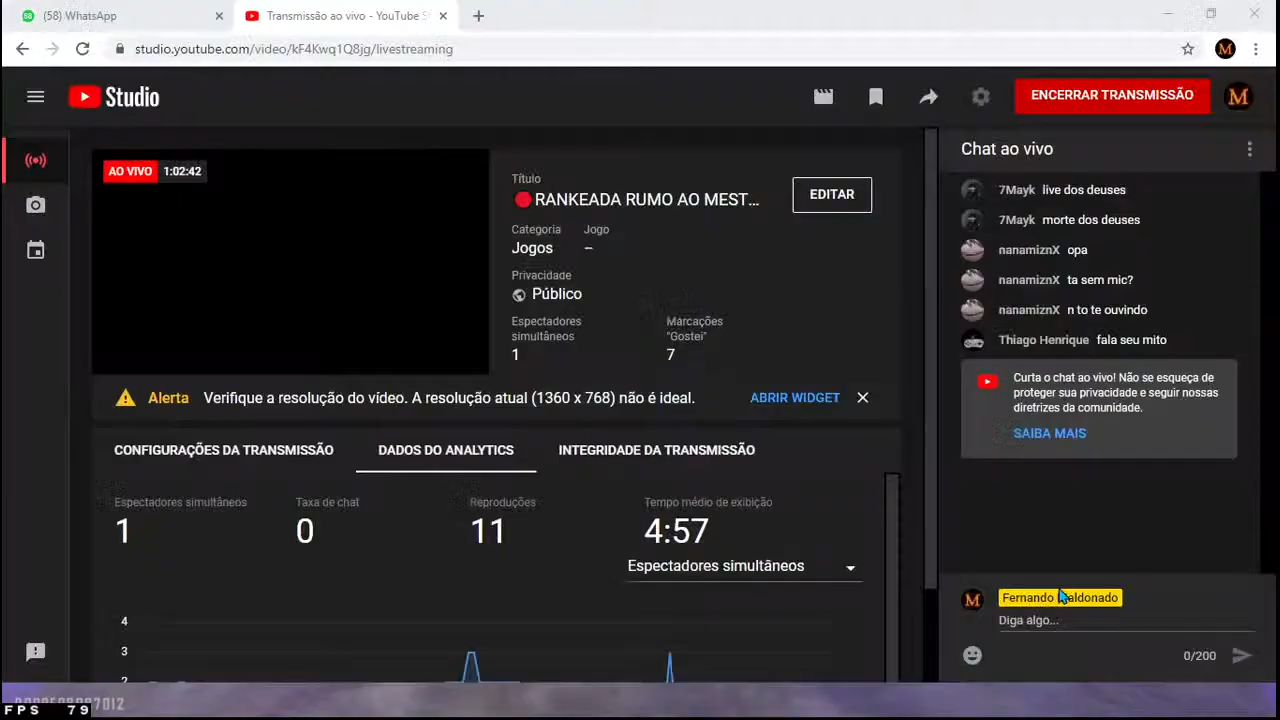 (58) WhatsApp
Transmissão ao vivo - YouTube S
studio.youtube.com/video/kF4Kwq1Q8jg/livestreaming
M
Studio
ENCERRAR TRANSMISSÃO
M
AO VIVO 1:02:42
Título
RANKEADA RUMO AO MEST...
EDITAR
Categoria Jogo
Jogos –
Privacidade
Público
Espectadores simultâneos
1
Marcações "Gostei"
7
Alerta Verifique a resolução do vídeo. A resolução atual (1360 x 768) não é ideal. ABRIR WIDGET
CONFIGURAÇÕES DA TRANSMISSÃO DADOS DO ANALYTICS INTEGRIDADE DA TRANSMISSÃO
Espectadores simultâneos Taxa de chat Reproduções Tempo médio de exibição
1 0 11 4:57
Espectadores simultâneos
4
3
2
Chat ao vivo
7Mayk live dos deuses
7Mayk morte dos deuses
nanamiznX opa
nanamiznX ta sem mic?
nanamiznX n to te ouvindo
Thiago Henrique fala seu mito
Curta o chat ao vivo! Não se esqueça de
proteger sua privacidade e seguir nossas
diretrizes da comunidade.
SAIBA MAIS
M
Fernando Maldonado
Diga algo...
0/200
FPS 79